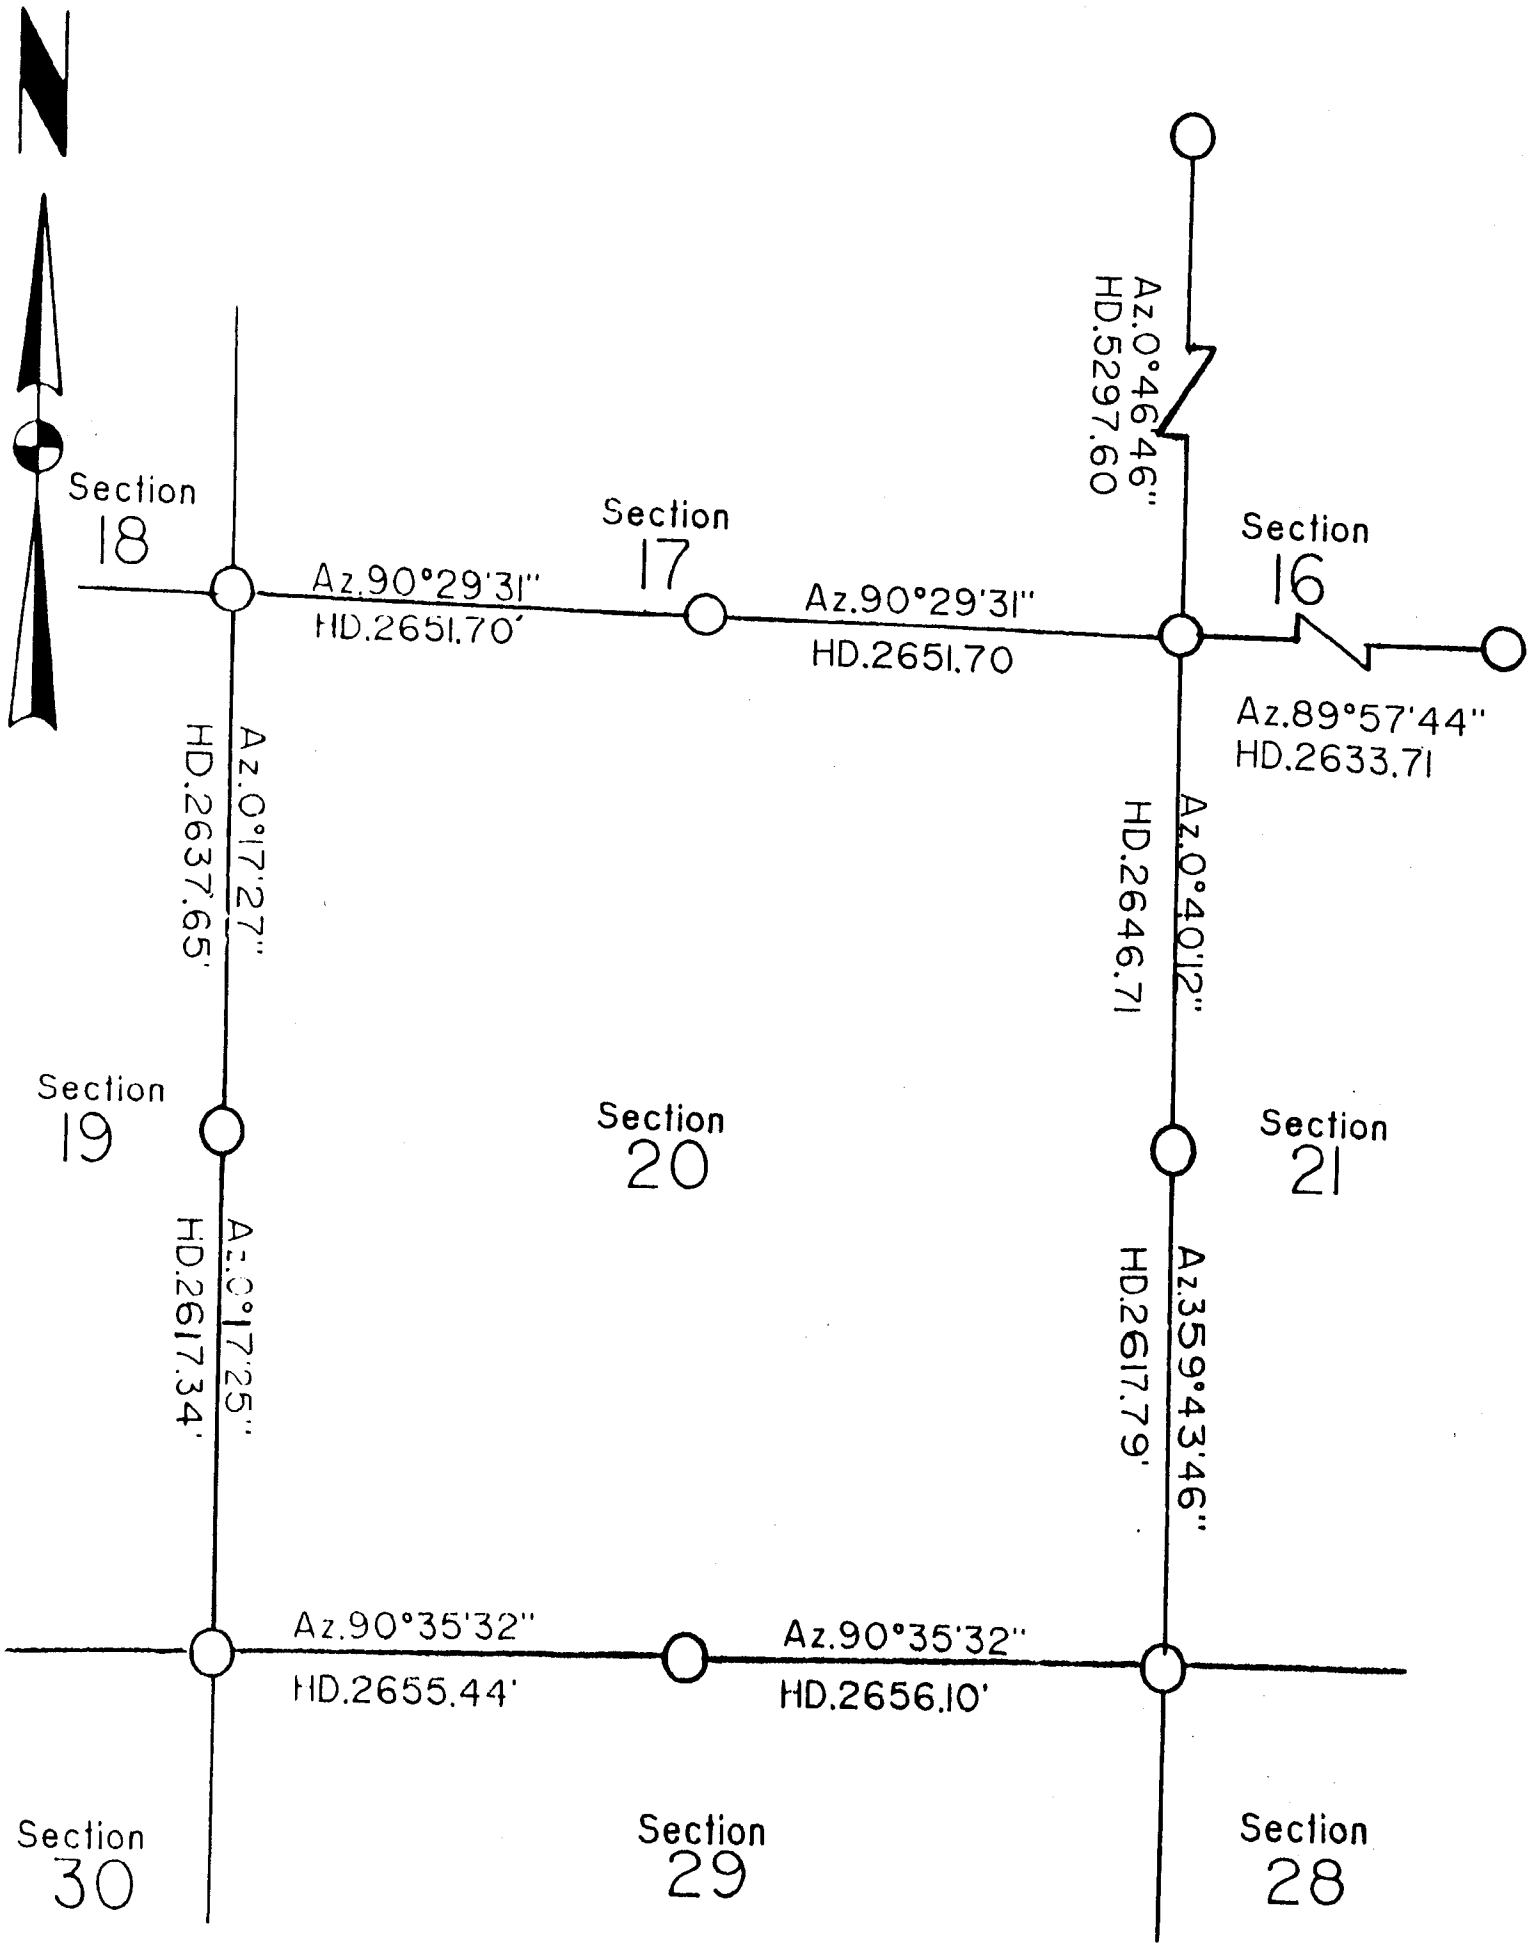 N
Az.0°46'46"
HD.5297.60
Section
18
Section
17
Section
16
Az.90°29'31"
HD.2651.70'
Az.90°29'31"
HD.2651.70
Az.89°57'44"
HD.2633.71
Az.0°17'27"
HD.2637.65'
Az.0°40'12"
HD.2646.71
Section
19
Section
20
Section
21
Az.0°17'25"
HD.2617.34'
Az.359°43'46"
HD.2617.79'
Az.90°35'32"
HD.2655.44'
Az.90°35'32"
HD.2656.10'
Section
30
Section
29
Section
28